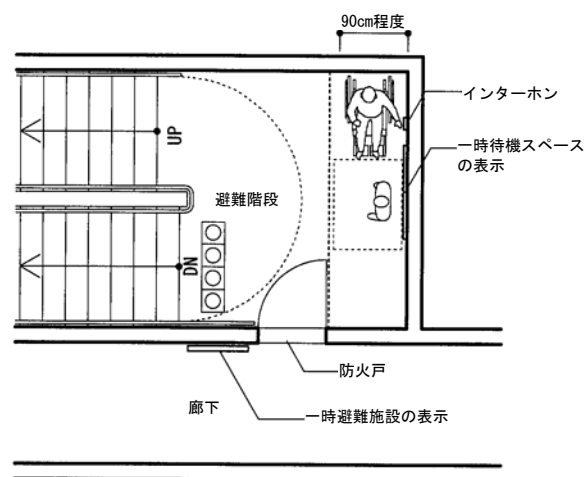 90cm程度
インターホン
一時待機スペース
の表示
UP
避難階段
DN
防火戸
廊下
一時避難施設の表示